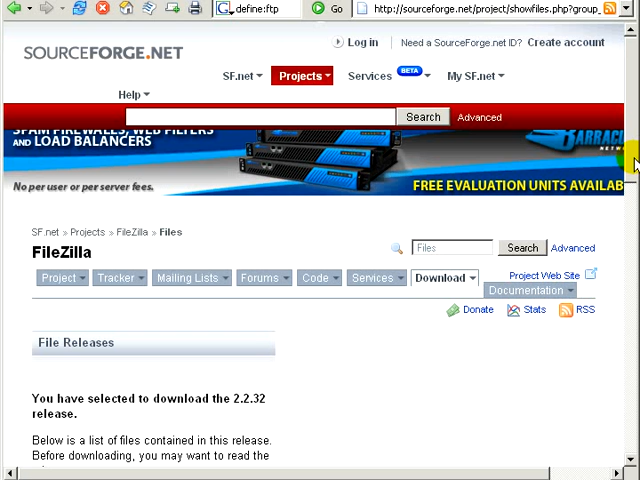 define:ftp Go http://sourceforge.net/project/showfiles.php?group_
SOURCEFORGE.NET
Log in Need a SourceForge.net ID? Create account
SF.net Projects Services BETA My SF.net
Help
Search Advanced
SPAM FIREWALLS, WEB FILTERS
AND LOAD BALANCERS
No per user or per server fees.
FREE EVALUATION UNITS AVAILAB
SF.net » Projects » FileZilla » Files
FileZilla
Files Search Advanced
Project Tracker Mailing Lists Forums Code Services Download Project Web Site
Documentation
Donate Stats RSS
File Releases
You have selected to download the 2.2.32
release.
Below is a list of files contained in this release.
Before downloading, you may want to read the